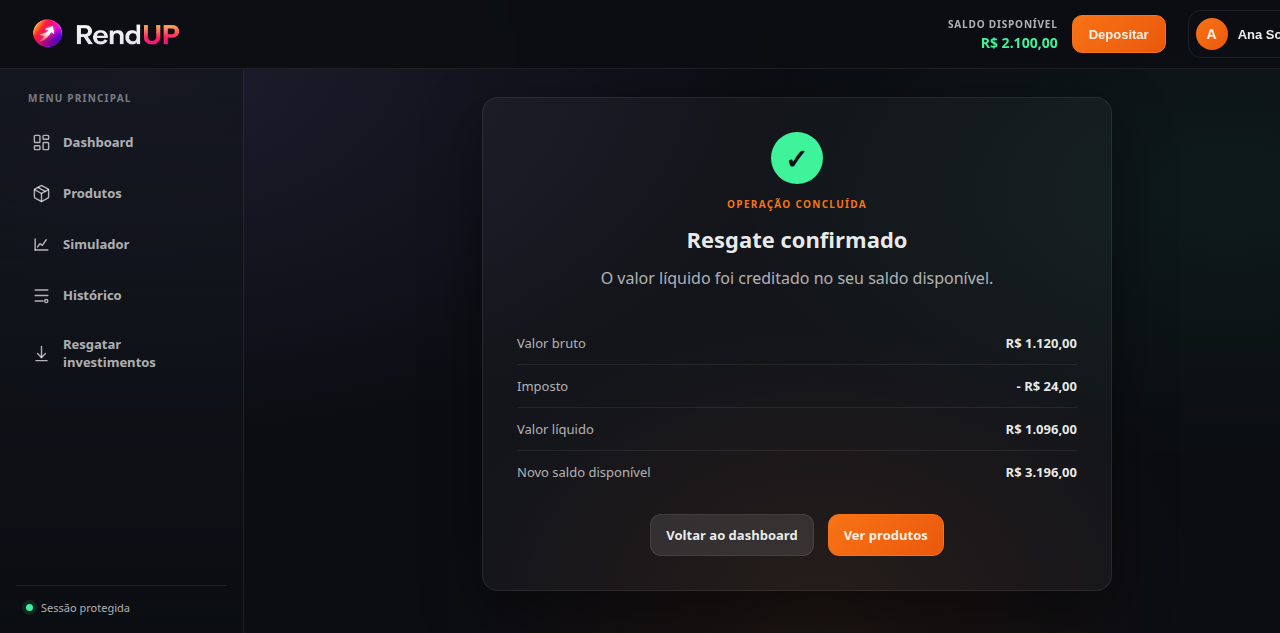 RendUP
SALDO DISPONÍVEL
R$ 2.100,00
Depositar
A
Ana
MENU PRINCIPAL
Dashboard
Produtos
Simulador
Histórico
Resgatar
investimentos
Sessão protegida
✓
OPERAÇÃO CONCLUÍDA
Resgate confirmado
O valor líquido foi creditado no seu saldo disponível.
Valor bruto R$ 1.120,00
Imposto - R$ 24,00
Valor líquido R$ 1.096,00
Novo saldo disponível R$ 3.196,00
Voltar ao dashboard Ver produtos